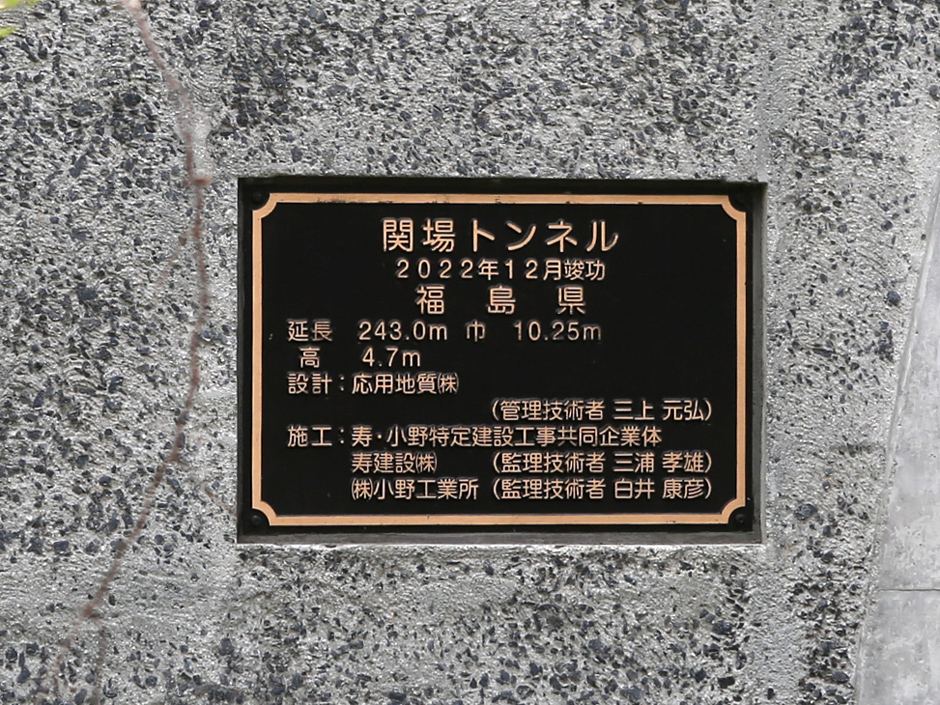 関場トンネル
2022年12月竣功
福 島 県
延長 243.0m 巾 10.25m
高 4.7m
設計：応用地質㈱
（管理技術者 三上 元弘）
施工：寿・小野特定建設工事共同企業体
寿建設㈱ （監理技術者 三浦 孝雄）
㈱小野工業所 （監理技術者 白井 康彦）